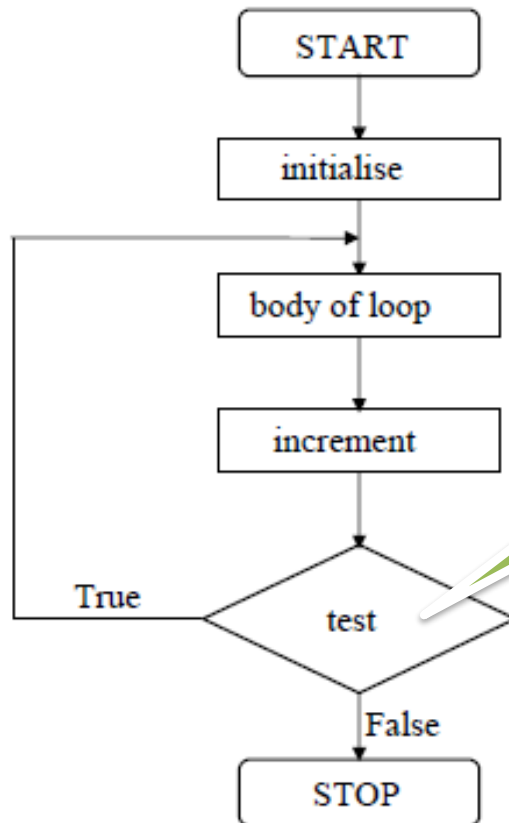 START
initialise
body of loop
increment
True
test
False
STOP